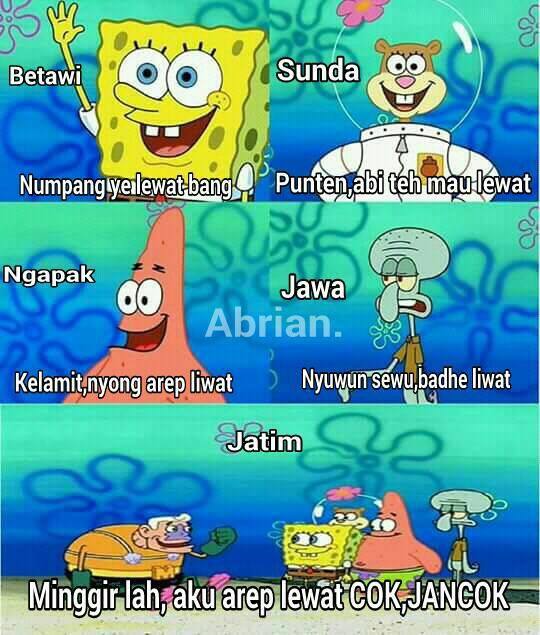 Betawi
Numpang ye lewat bang
Sunda
Punten,abi teh mau lewat
Ngapak
Kelamit,nyong arep liwat
Jawa
Abrian.
Nyuwun sewu,badhe liwat
Jatim
Minggir lah, aku arep lewat COK,JANCOK